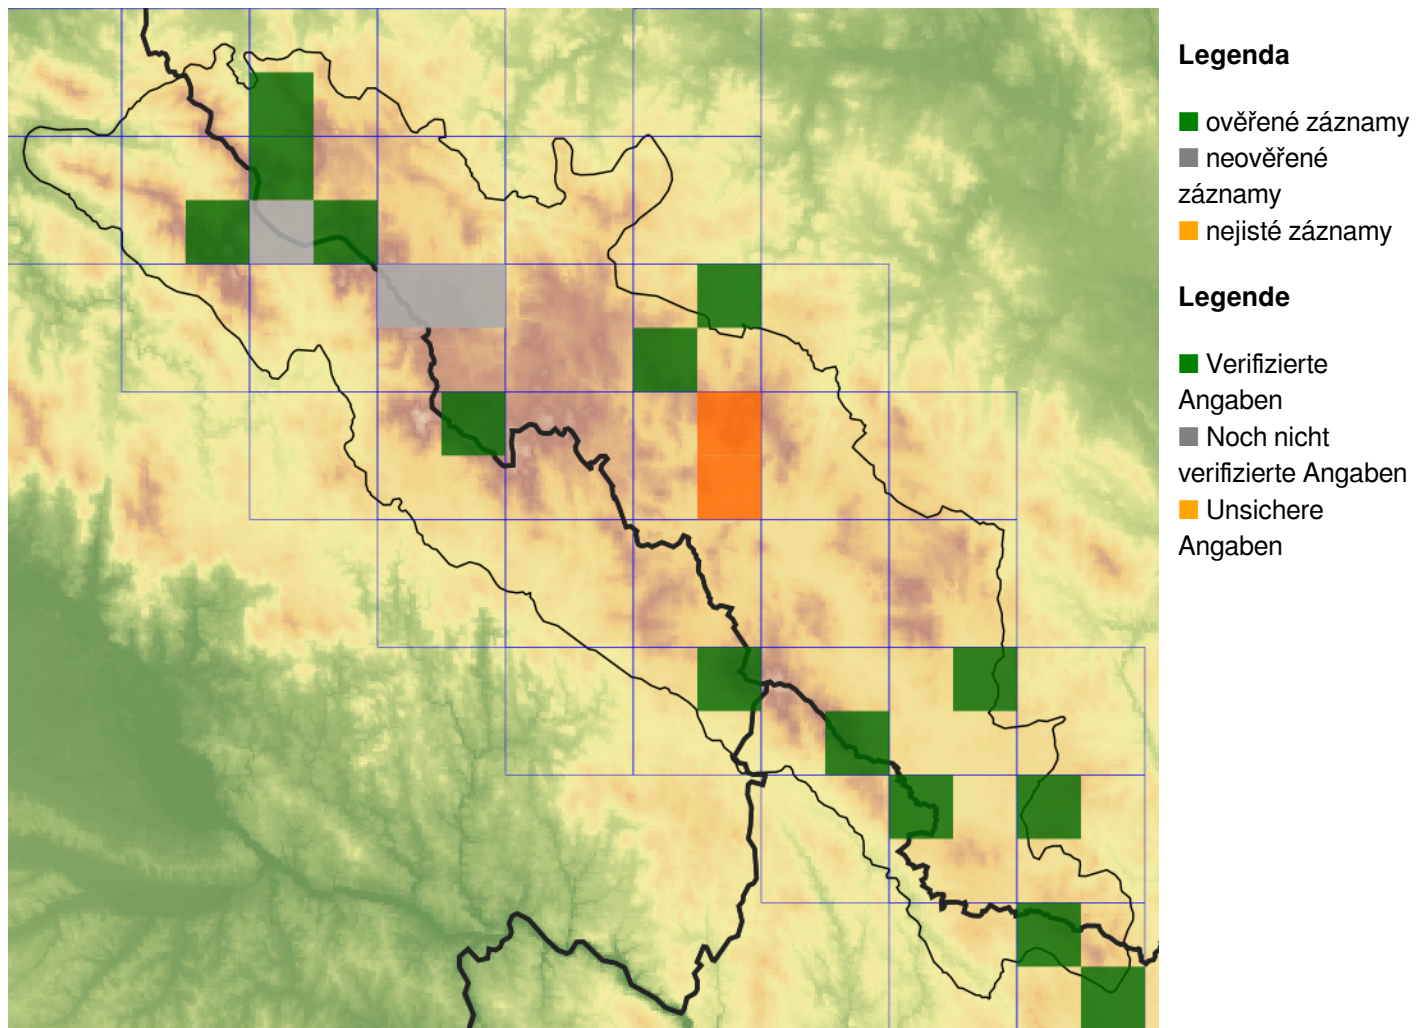 Legenda
ověřené záznamy
neověřené
záznamy
nejisté záznamy
Legende
Verifizierte
Angaben
Noch nicht
verifizierte Angaben
Unsichere
Angaben